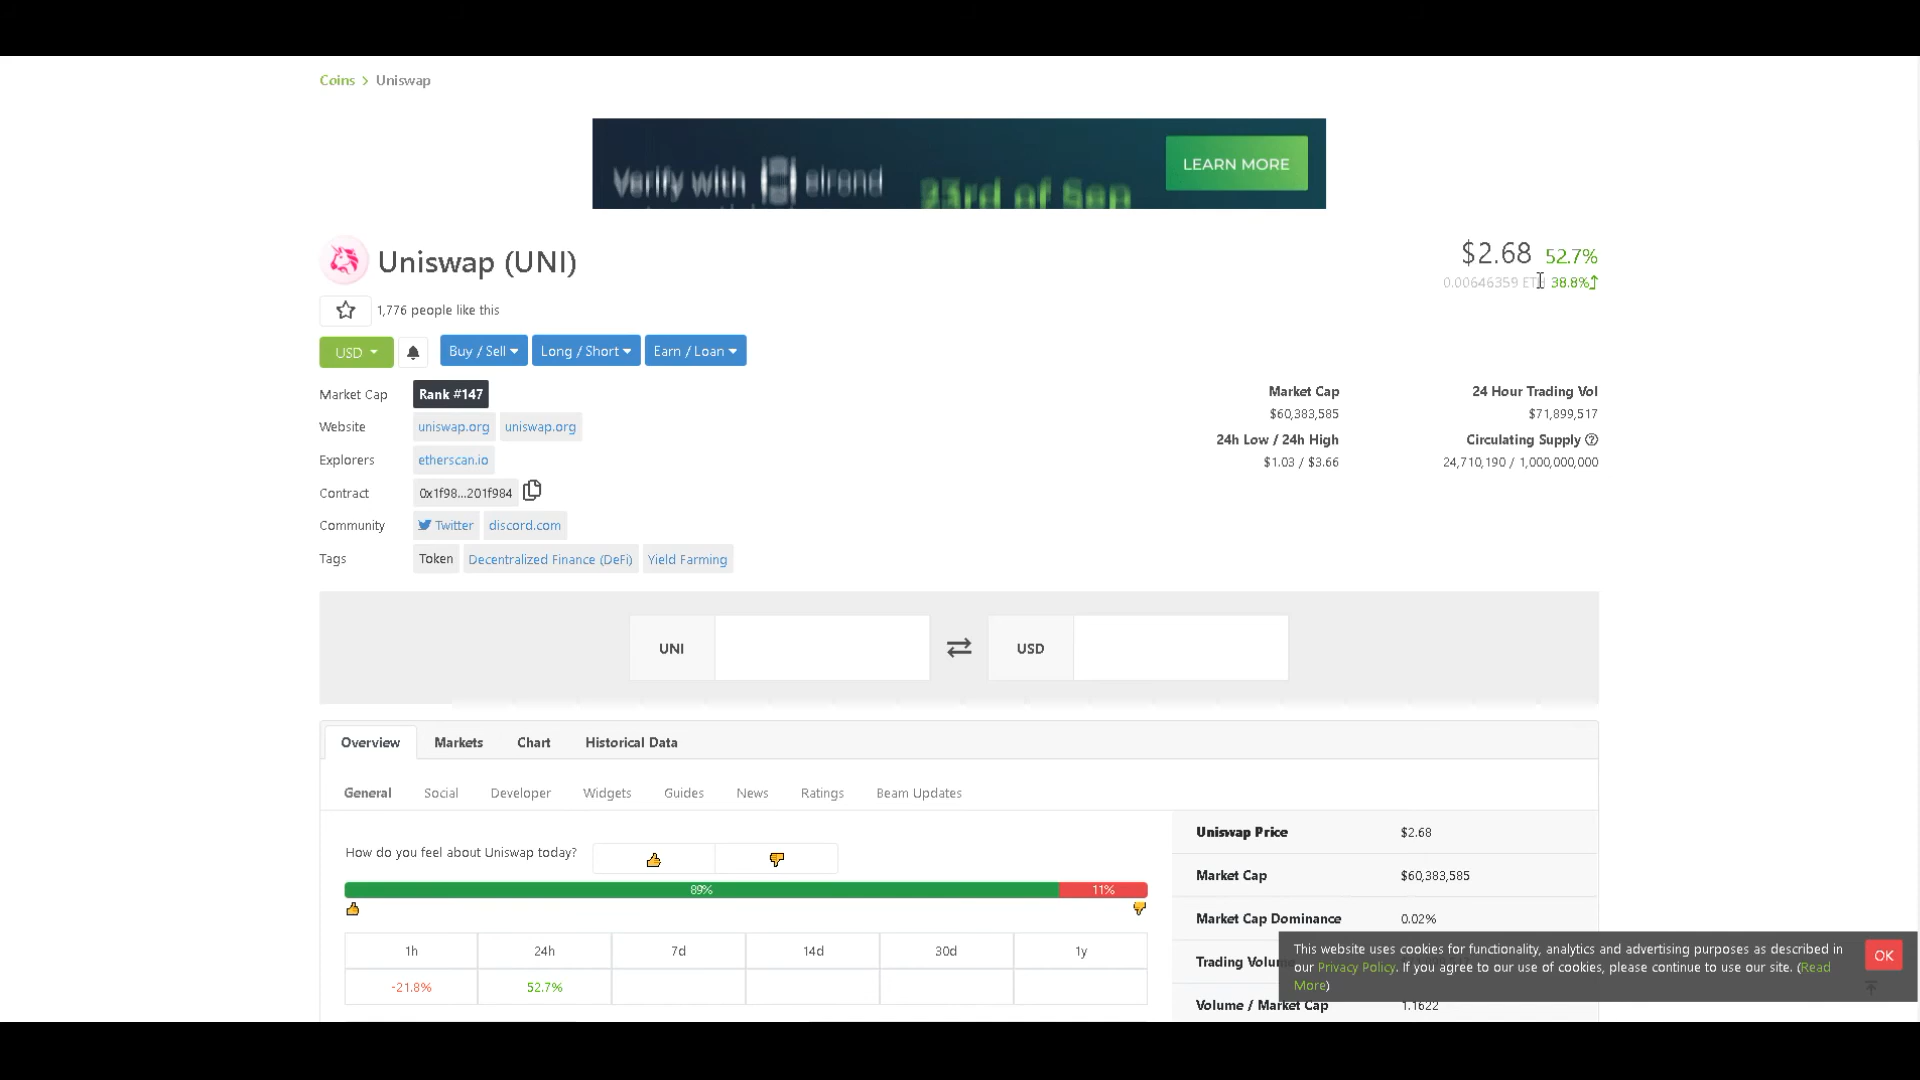 Coins > Uniswap
Verify with elrond
23rd of Sep
LEARN MORE
Uniswap (UNI)
$2.68 52.7%
0.00646359 ETH 38.8%
1,776 people like this
USD
Buy / Sell
Long / Short
Earn / Loan
Market Cap Rank #147
Website uniswap.org uniswap.org
Explorers etherscan.io
Contract 0x1f98...201f984
Community Twitter discord.com
Tags Token Decentralized Finance (DeFi) Yield Farming
Market Cap
$60,383,585
24 Hour Trading Vol
$71,899,517
24h Low / 24h High
$1.03 / $3.66
Circulating Supply
24,710,190 / 1,000,000,000
UNI
USD
Overview Markets Chart Historical Data
General Social Developer Widgets Guides News Ratings Beam Updates
How do you feel about Uniswap today?
89% 11%
1h 24h 7d 14d 30d 1y
-21.8% 52.7%
Uniswap Price $2.68
Market Cap $60,383,585
Market Cap Dominance 0.02%
Trading Volume
Volume / Market Cap 1.1622
This website uses cookies for functionality, analytics and advertising purposes as described in
our Privacy Policy. If you agree to our use of cookies, please continue to use our site. (Read
More)
OK